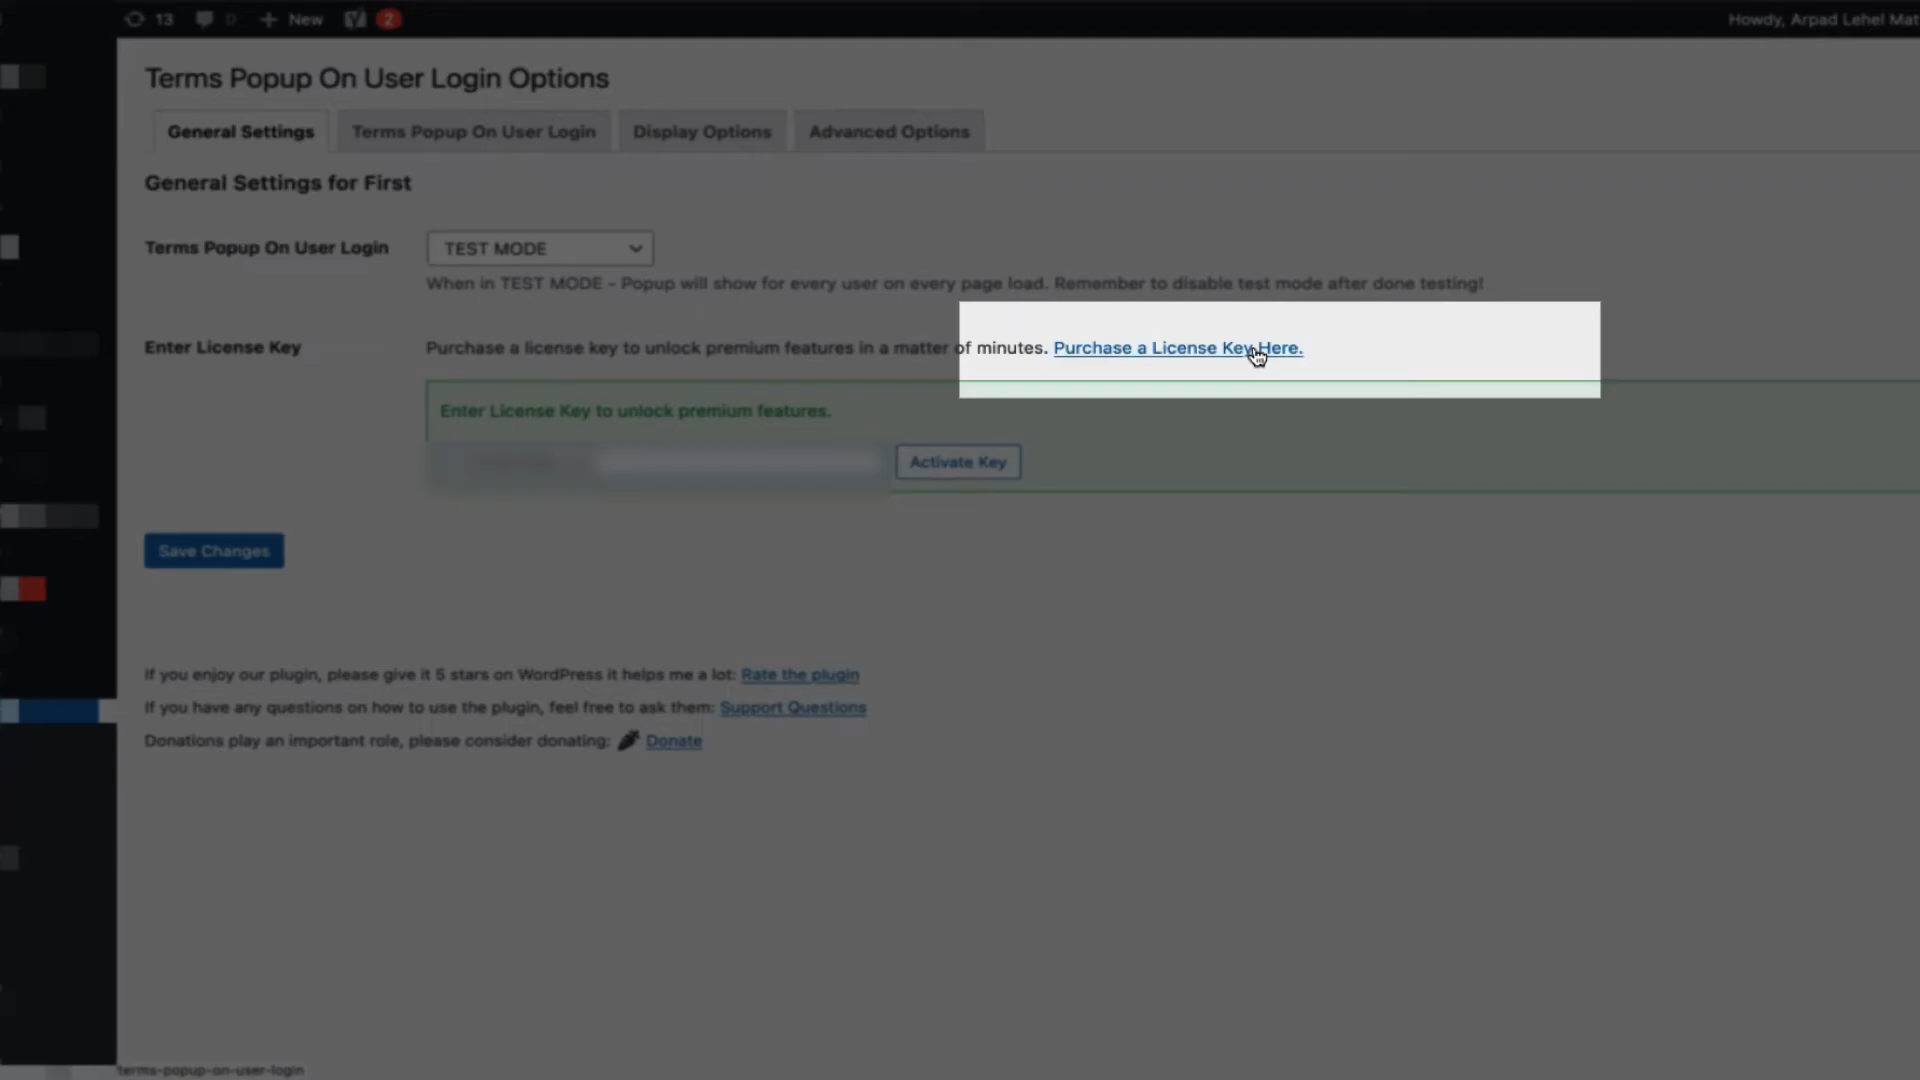 13 0 New 2 Howdy, Arpad Lehel Mat
Terms Popup On User Login Options
General Settings Terms Popup On User Login Display Options Advanced Options
General Settings for First
Terms Popup On User Login TEST MODE
When in TEST MODE - Popup will show for every user on every page load. Remember to disable test mode after done testing!
Enter License Key Purchase a license key to unlock premium features in a matter of minutes. Purchase a License Key Here.
Enter License Key to unlock premium features.
Activate Key
Save Changes
If you enjoy our plugin, please give it 5 stars on WordPress it helps me a lot: Rate the plugin
If you have any questions on how to use the plugin, feel free to ask them: Support Questions
Donations play an important role, please consider donating: Donate
terms-popup-on-user-login